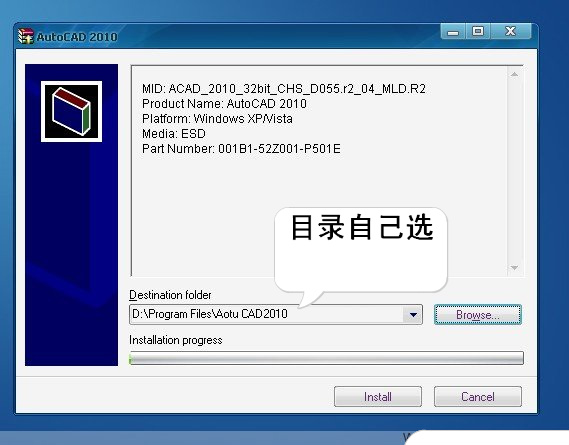 AutoCAD 2010
MID: ACAD_2010_32bit_CHS_D055.r2_04_MLD.R2
Product Name: AutoCAD 2010
Platform: Windows XP/Vista
Media: ESD
Part Number: 001B1-52Z001-P501E
目录自己选
Destination folder
D:\Program Files\Aotu CAD2010
Browse...
Installation progress
Install
Cancel